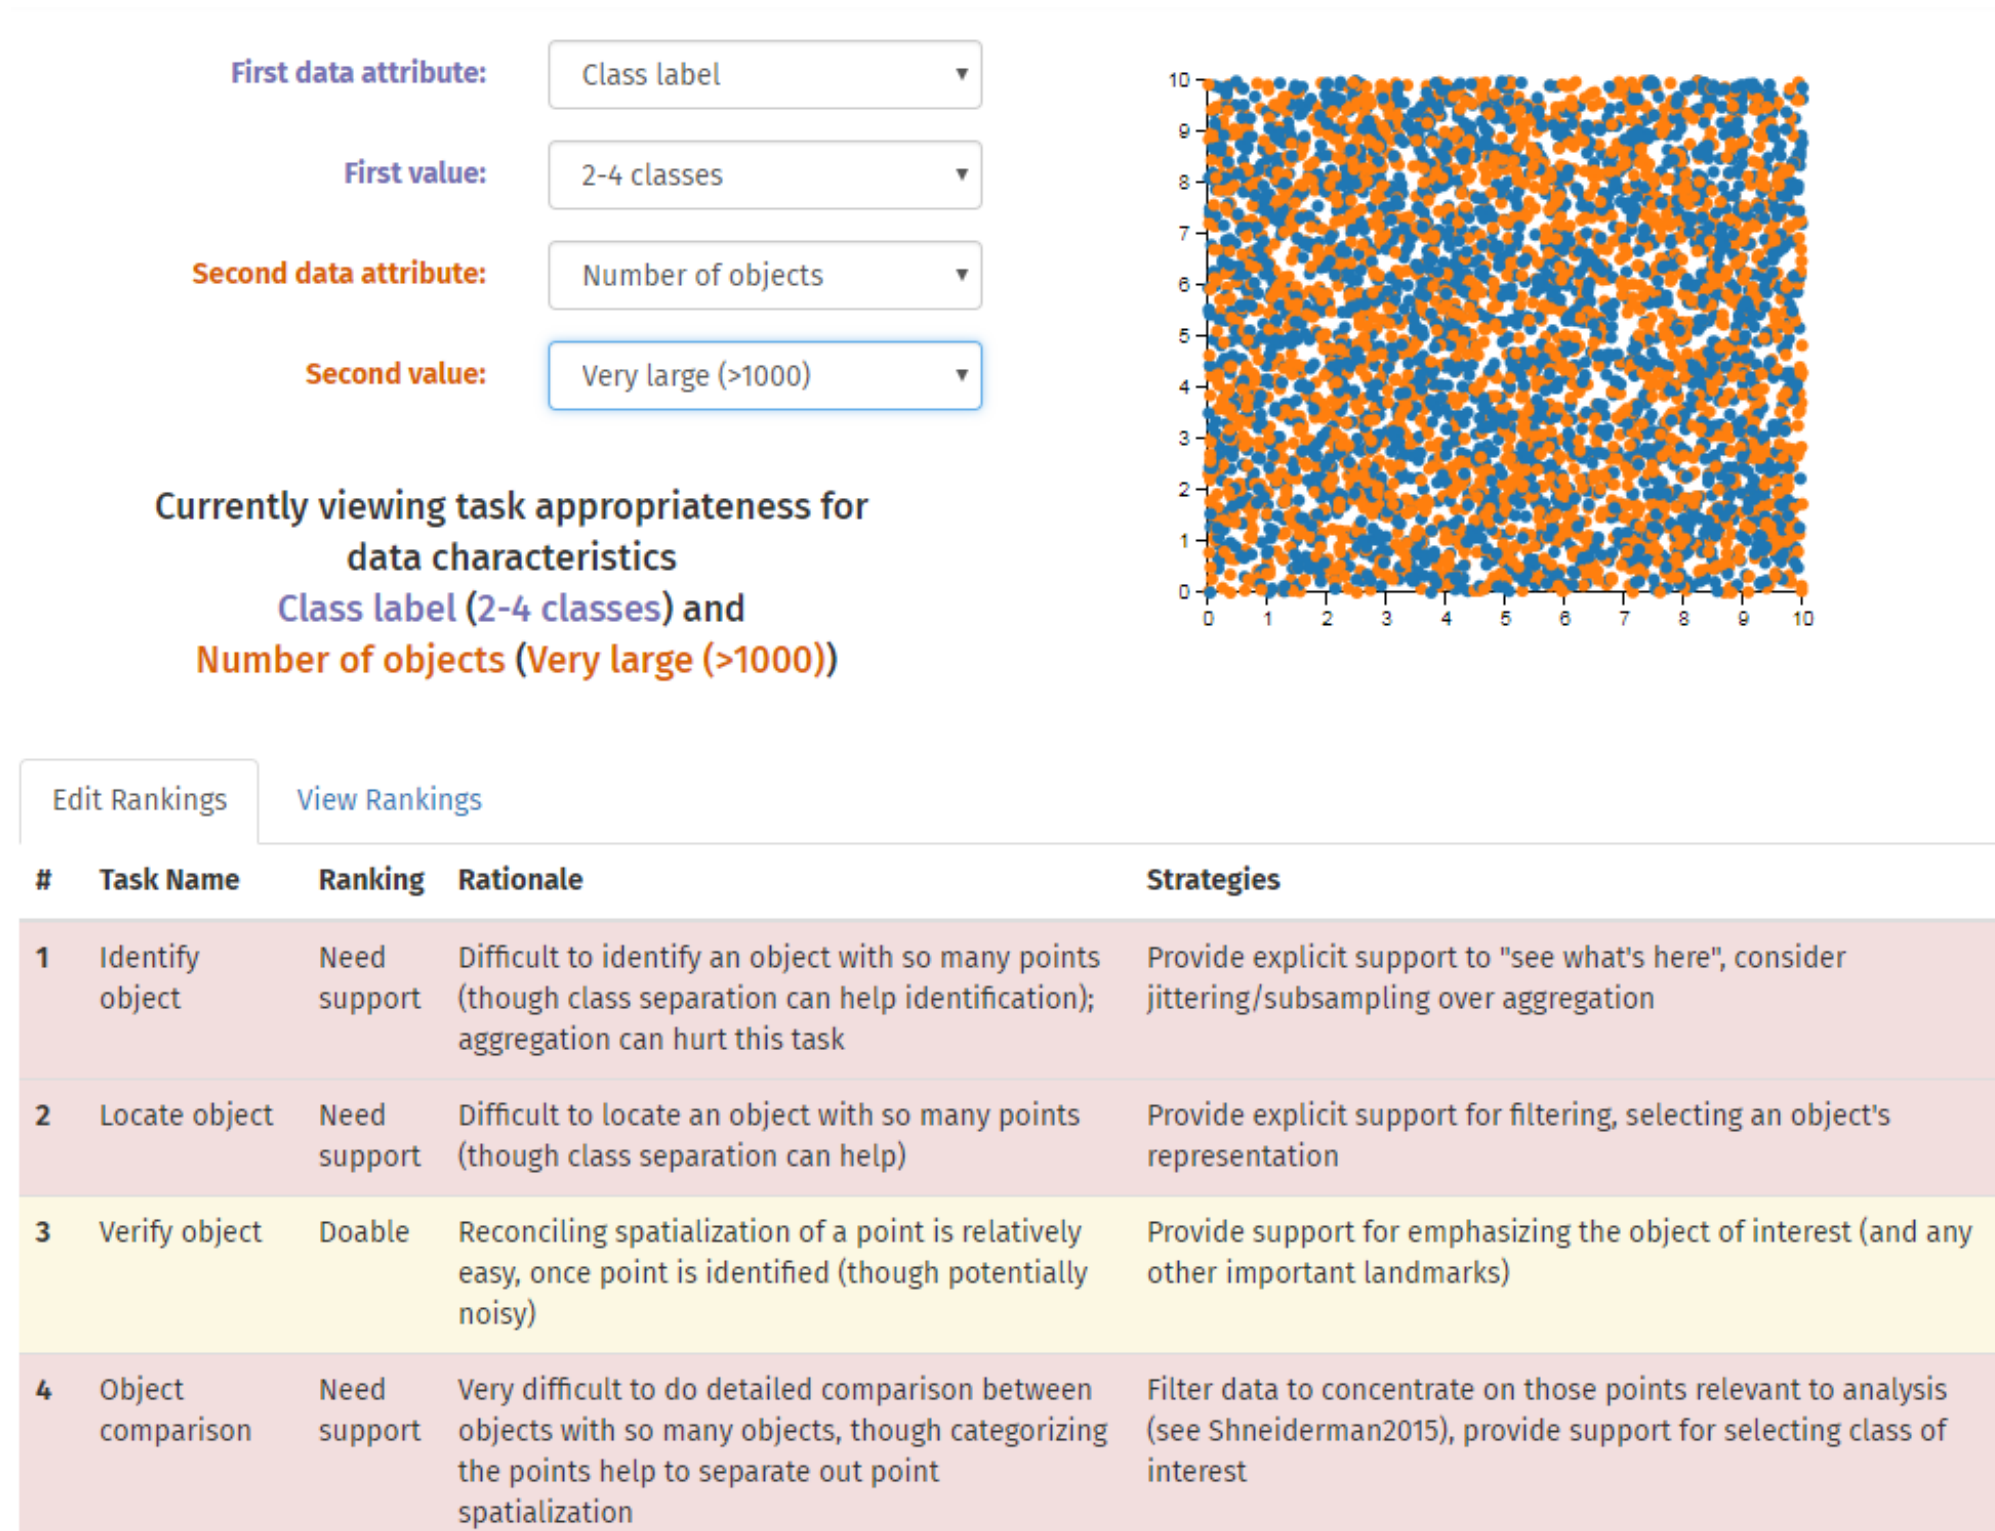 First data attribute: Class label
First value: 2-4 classes
Second data attribute: Number of objects
Second value: Very large (>1000)
Currently viewing task appropriateness for
data characteristics
Class label (2-4 classes) and
Number of objects (Very large (>1000))
10
9
8
7
6
5
4
3
2
1
0
0 1 2 3 4 5 6 7 8 9 10
Edit Rankings View Rankings
# Task Name Ranking Rationale Strategies
1 Identify Need Difficult to identify an object with so many points Provide explicit support to "see what's here", consider
object support (though class separation can help identification); jittering/subsampling over aggregation
aggregation can hurt this task
2 Locate object Need Difficult to locate an object with so many points Provide explicit support for filtering, selecting an object's
support (though class separation can help) representation
3 Verify object Doable Reconciling spatialization of a point is relatively Provide support for emphasizing the object of interest (and any
easy, once point is identified (though potentially other important landmarks)
noisy)
4 Object Need Very difficult to do detailed comparison between Filter data to concentrate on those points relevant to analysis
comparison support objects with so many objects, though categorizing (see Shneiderman2015), provide support for selecting class of
the points help to separate out point interest
spatialization